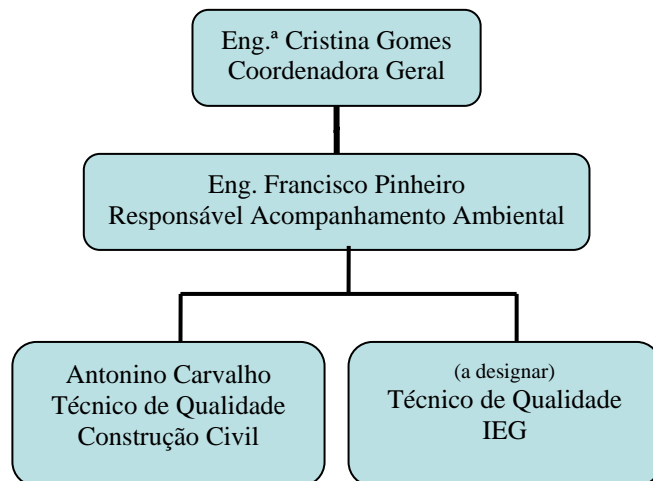 Eng.ª Cristina Gomes
Coordenadora Geral
Eng. Francisco Pinheiro
Responsável Acompanhamento Ambiental
Antonino Carvalho
Técnico de Qualidade
Construção Civil
(a designar)
Técnico de Qualidade
IEG